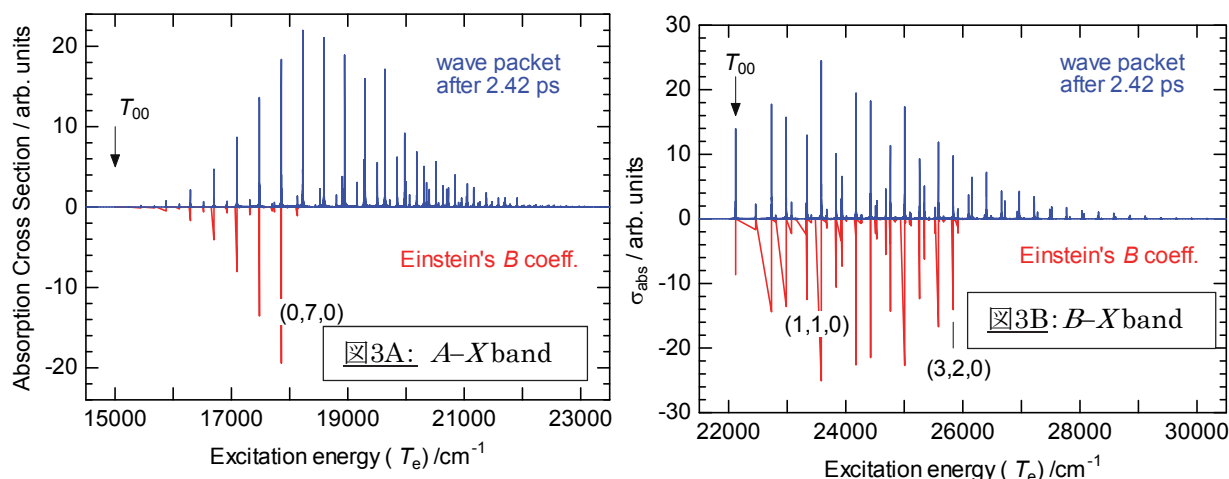 Absorption Cross Section / arb. units
20
10
0
-10
-20
T00
wave packet
after 2.42 ps
Einstein's B coeff.
(0,7,0)
図3A: A–X band
15000
17000
19000
21000
23000
Excitation energy ( Te) /cm-1
σabs / arb. units
30
20
10
0
-10
-20
-30
T00
wave packet
after 2.42 ps
Einstein's B coeff.
(1,1,0)
図3B: B–X band
(3,2,0)
22000
24000
26000
28000
30000
Excitation energy ( Te) /cm-1